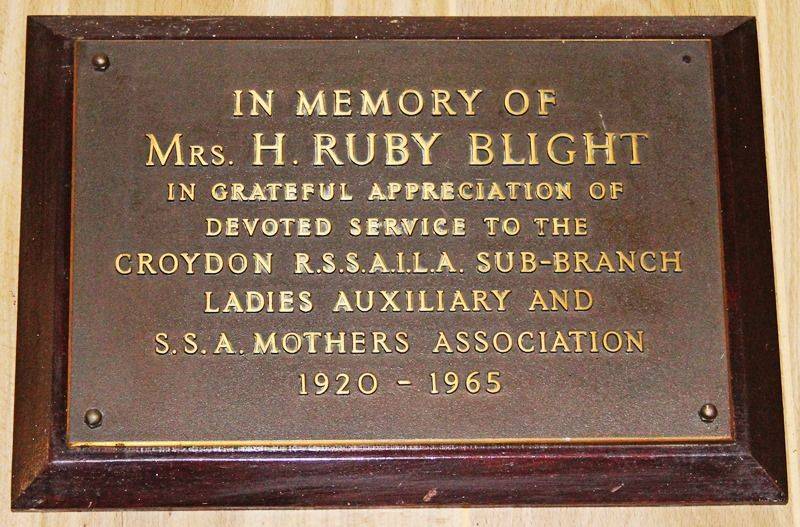 IN MEMORY OF
MRS. H. RUBY BLIGHT
IN GRATEFUL APPRECIATION OF
DEVOTED SERVICE TO THE
CROYDON R.S.S.A.I.L.A. SUB-BRANCH
LADIES AUXILIARY AND
S.S.A. MOTHERS ASSOCIATION
1920 - 1965